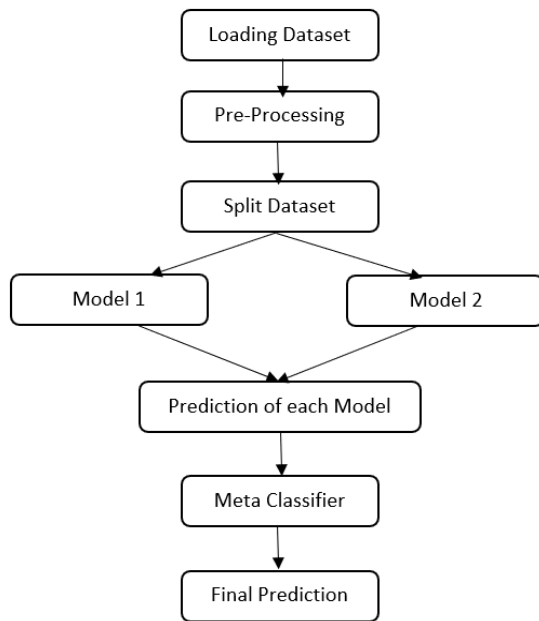 Loading Dataset
Pre-Processing
Split Dataset
Model 1
Model 2
Prediction of each Model
Meta Classifier
Final Prediction